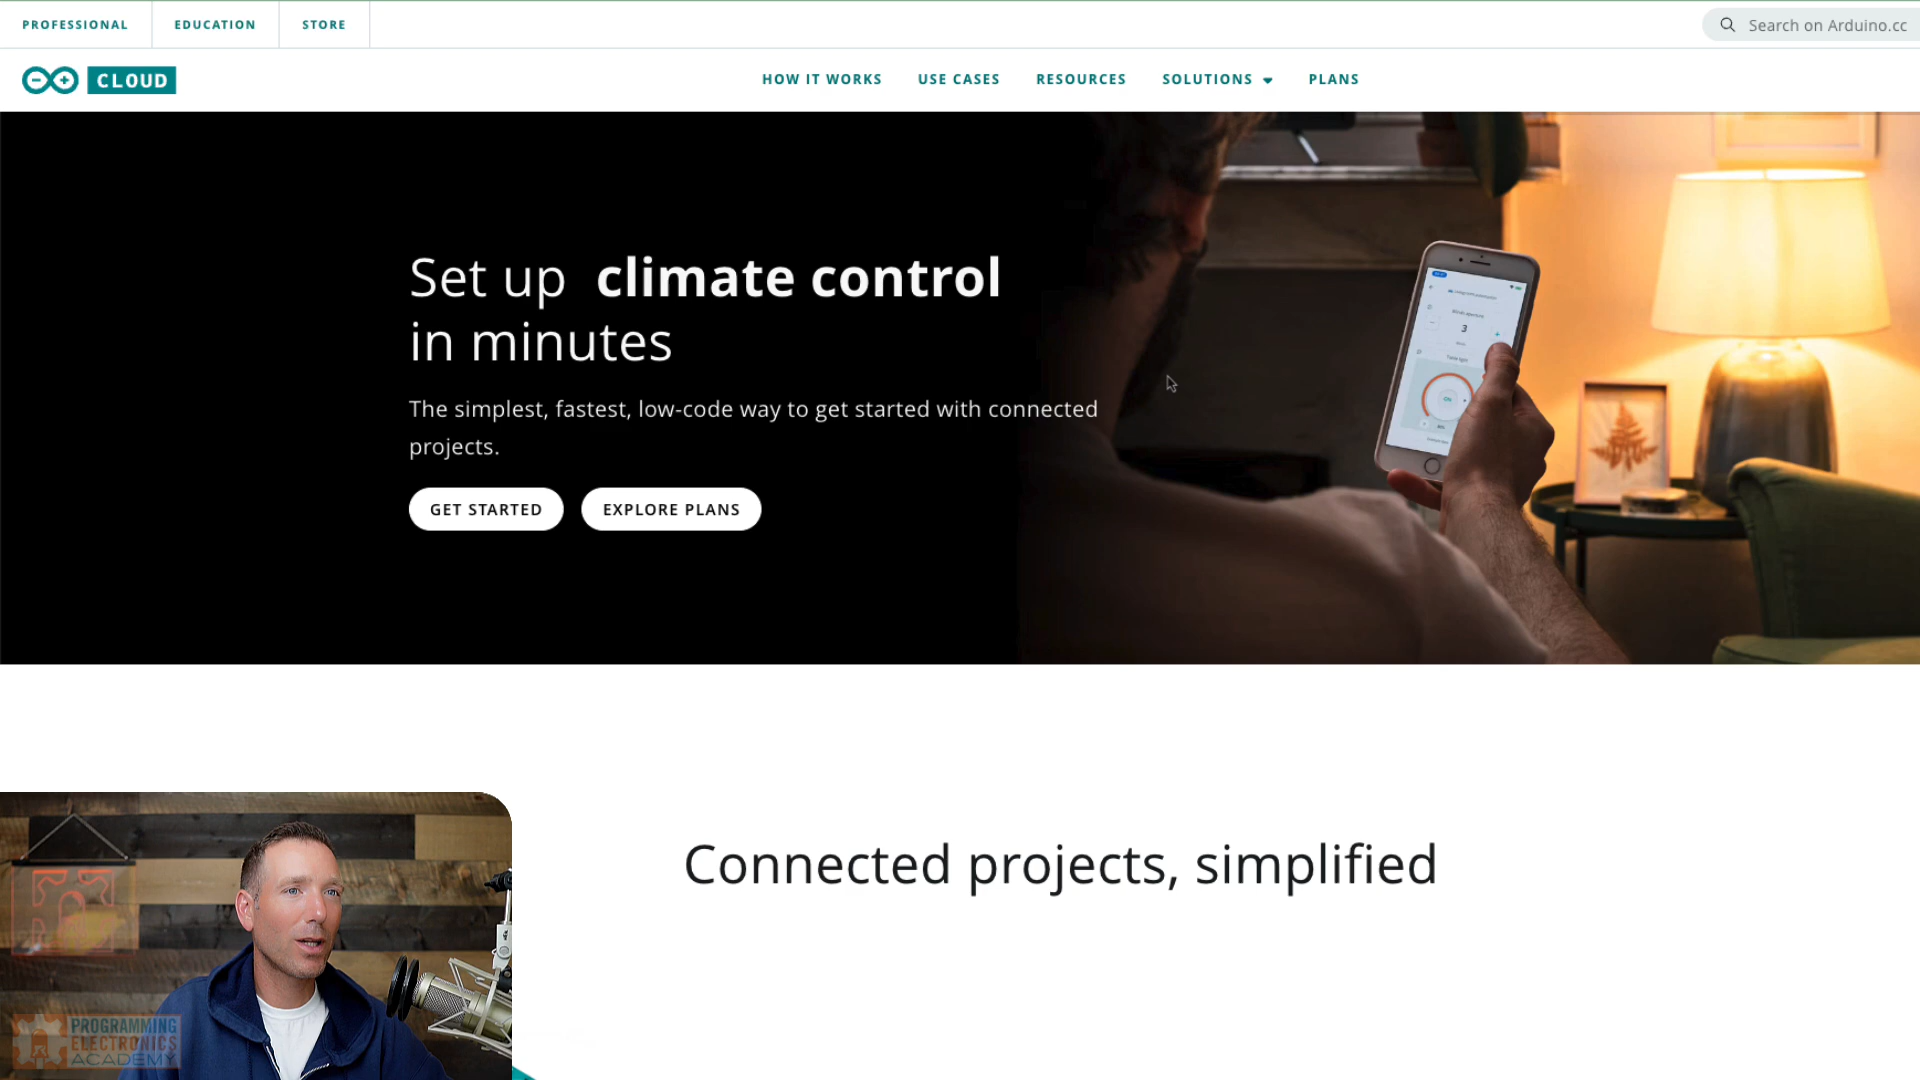 PROFESSIONAL
EDUCATION
STORE
Search on Arduino.cc
CLOUD
HOW IT WORKS
USE CASES
RESOURCES
SOLUTIONS
PLANS
Set up climate control
in minutes
The simplest, fastest, low-code way to get started with connected
projects.
GET STARTED
EXPLORE PLANS
3
Connected projects, simplified
PROGRAMMING
ELECTRONICS
ACADEMY